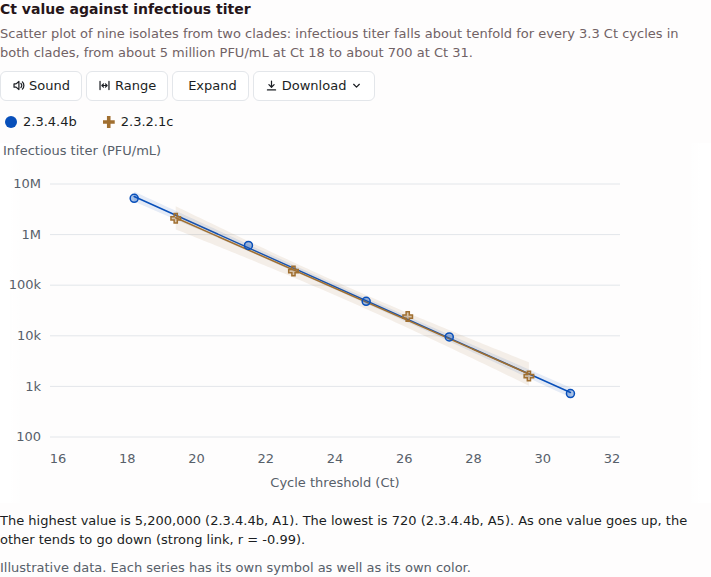 Ct value against infectious titer
Scatter plot of nine isolates from two clades: infectious titer falls about tenfold for every 3.3 Ct cycles in
both clades, from about 5 million PFU/mL at Ct 18 to about 700 at Ct 31.
Sound Range Expand Download
2.3.4.4b 2.3.2.1c
Infectious titer (PFU/mL)
10M
1M
100k
10k
1k
100
16 18 20 22 24 26 28 30 32
Cycle threshold (Ct)
The highest value is 5,200,000 (2.3.4.4b, A1). The lowest is 720 (2.3.4.4b, A5). As one value goes up, the
other tends to go down (strong link, r = -0.99).
Illustrative data. Each series has its own symbol as well as its own color.